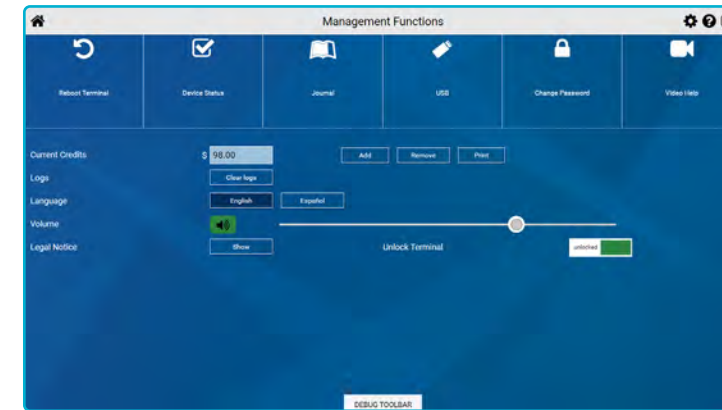 Management Functions
Reboot Terminal
Device Status
Journal
USB
Change Password
Video Help
Current Credits
$ 98.00
Add
Remove
Print
Logs
Clear logs
Language
English
Español
Volume
Legal Notice
Show
Unlock Terminal
unlocked
DEBUG TOOLBAR